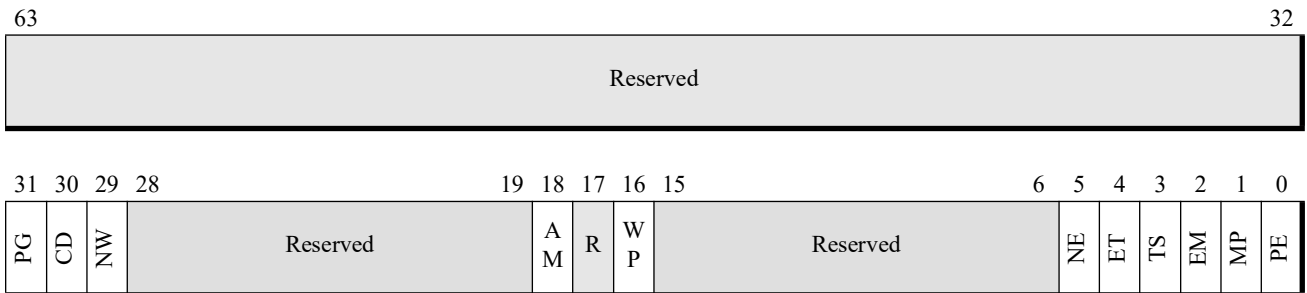 63 32
Reserved
31 30 29 28 19 18 17 16 15 6 5 4 3 2 1 0
PG CD NW Reserved AM R WP Reserved NE ET TS EM MP PE